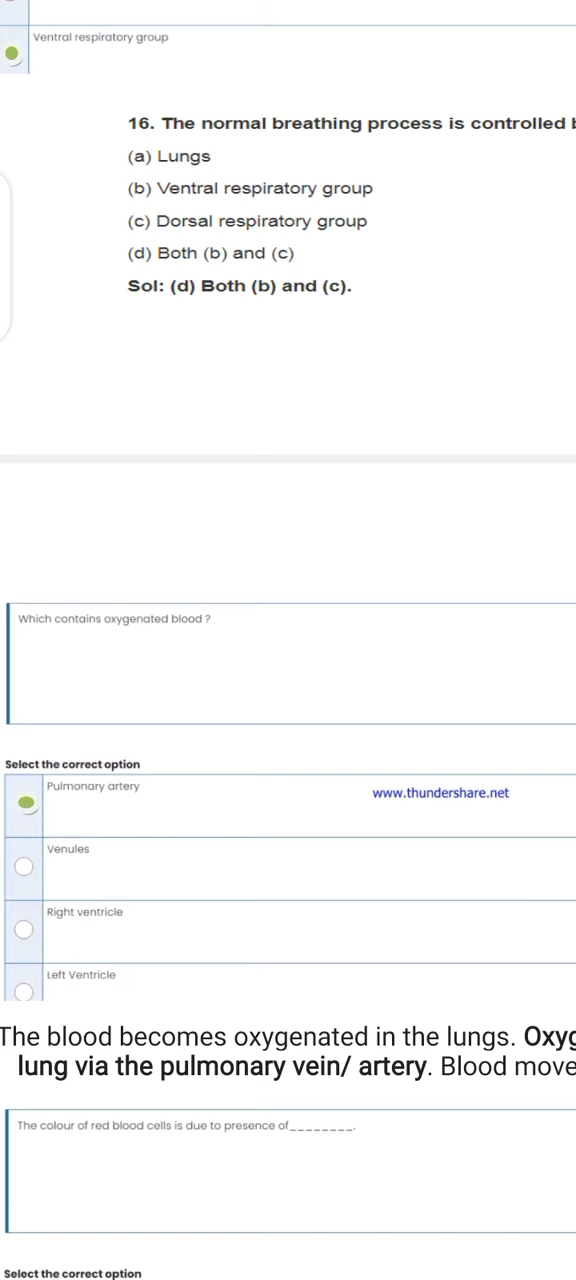 Ventral respiratory group
16. The normal breathing process is controlled
(a) Lungs
(b) Ventral respiratory group
(c) Dorsal respiratory group
(d) Both (b) and (c)
Sol: (d) Both (b) and (c).
Which contains oxygenated blood ?
Select the correct option
Pulmonary artery
www.thundershare.net
Venules
Right ventricle
Left Ventricle
The blood becomes oxygenated in the lungs.
lung via the pulmonary vein/ artery. Blood move
The colour of red blood cells is due to presence of________.
Select the correct option